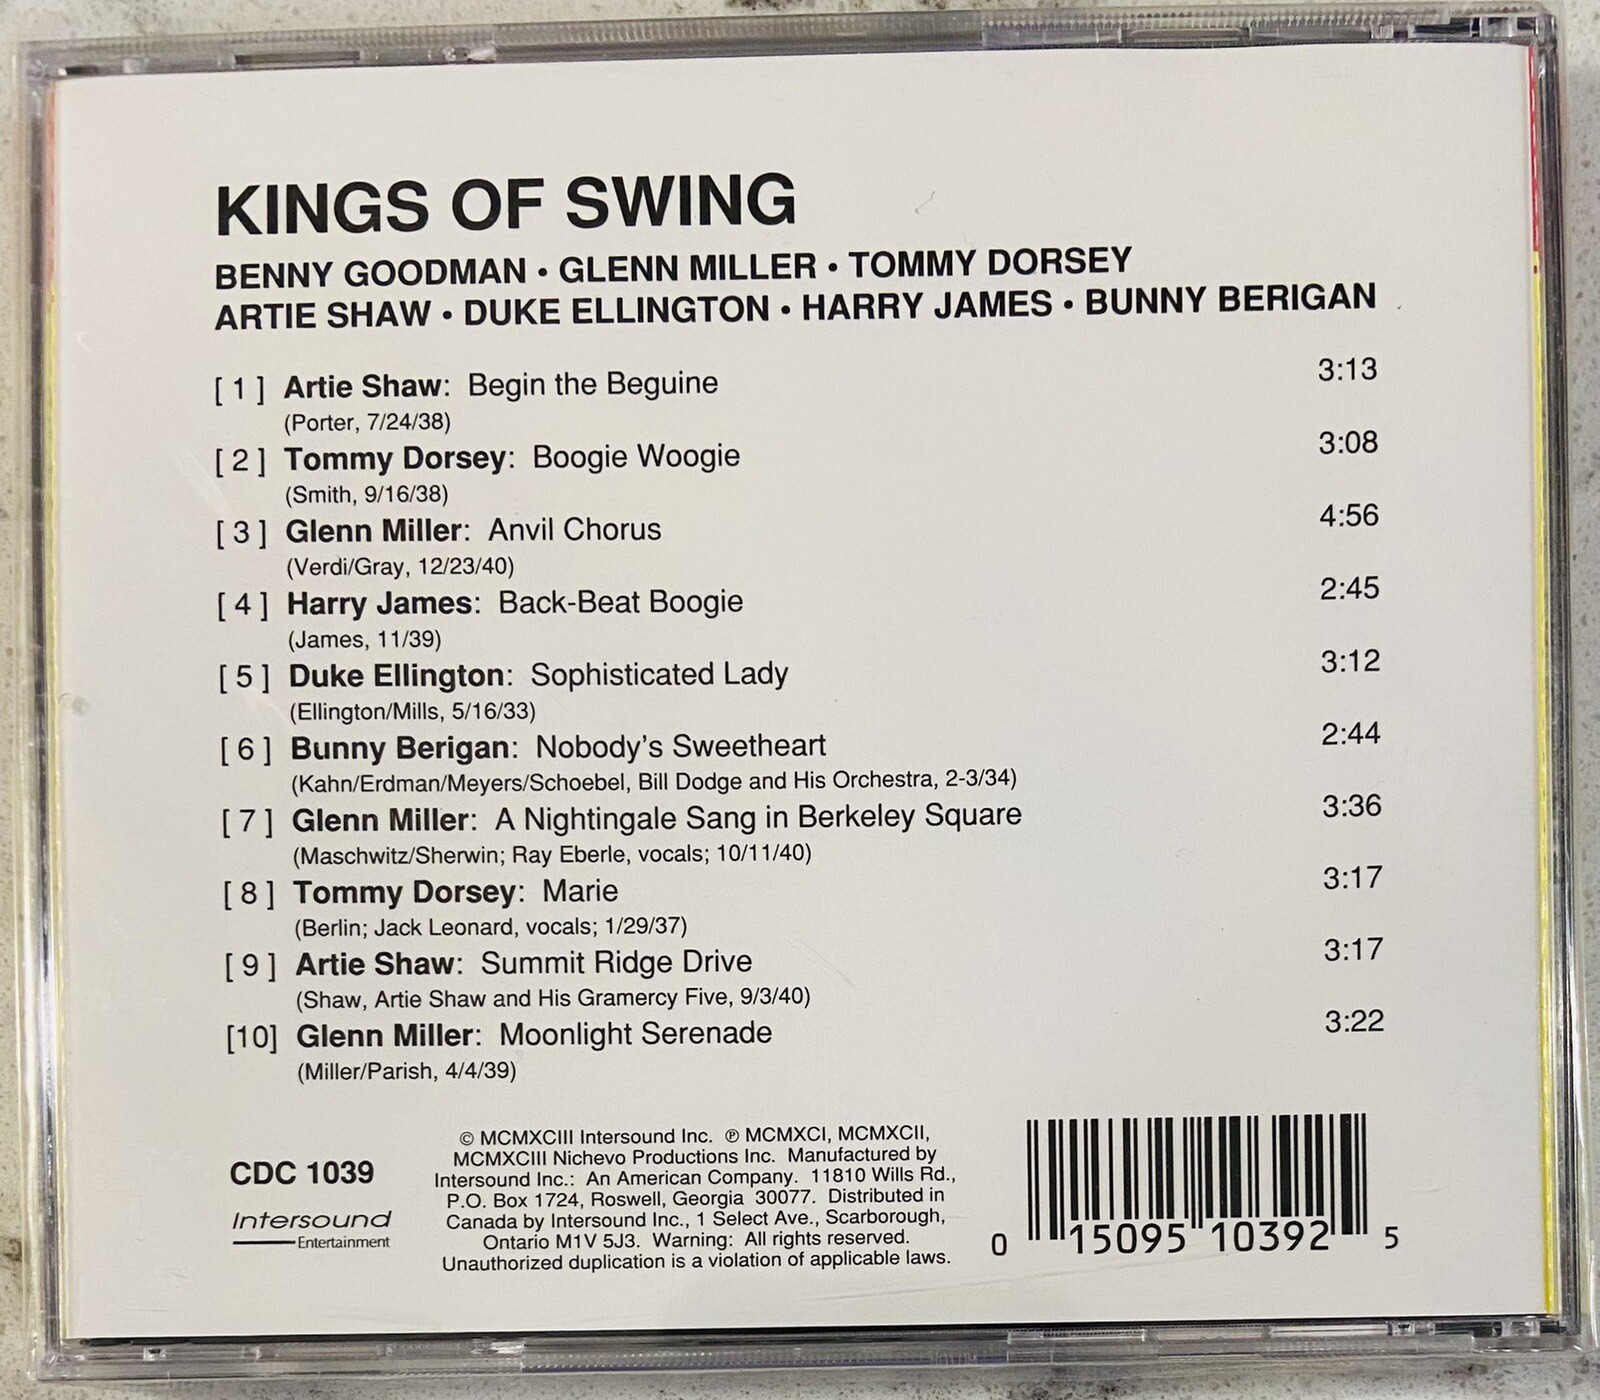 KINGS OF SWING
BENNY GOODMAN • GLENN MILLER • TOMMY DORSEY
ARTIE SHAW • DUKE ELLINGTON • HARRY JAMES • BUNNY BERIGAN
[ 1 ] Artie Shaw: Begin the Beguine 3:13
(Porter, 7/24/38)
[ 2 ] Tommy Dorsey: Boogie Woogie 3:08
(Smith, 9/16/38)
[ 3 ] Glenn Miller: Anvil Chorus 4:56
(Verdi/Gray, 12/23/40)
[ 4 ] Harry James: Back-Beat Boogie 2:45
(James, 11/39)
[ 5 ] Duke Ellington: Sophisticated Lady 3:12
(Ellington/Mills, 5/16/33)
[ 6 ] Bunny Berigan: Nobody's Sweetheart 2:44
(Kahn/Erdman/Meyers/Schoebel, Bill Dodge and His Orchestra, 2-3/34)
[ 7 ] Glenn Miller: A Nightingale Sang in Berkeley Square 3:36
(Maschwitz/Sherwin; Ray Eberle, vocals; 10/11/40)
[ 8 ] Tommy Dorsey: Marie 3:17
(Berlin; Jack Leonard, vocals; 1/29/37)
[ 9 ] Artie Shaw: Summit Ridge Drive 3:17
(Shaw, Artie Shaw and His Gramercy Five, 9/3/40)
[10] Glenn Miller: Moonlight Serenade 3:22
(Miller/Parish, 4/4/39)
CDC 1039
Intersound
Entertainment
© MCMXCIII Intersound Inc. ℗ MCMXCI, MCMXCII,
MCMXCIII Nichevo Productions Inc. Manufactured by
Intersound Inc.: An American Company. 11810 Wills Rd.,
P.O. Box 1724, Roswell, Georgia 30077. Distributed in
Canada by Intersound Inc., 1 Select Ave., Scarborough,
Ontario M1V 5J3. Warning: All rights reserved.
Unauthorized duplication is a violation of applicable laws.
0 15095 10392 5